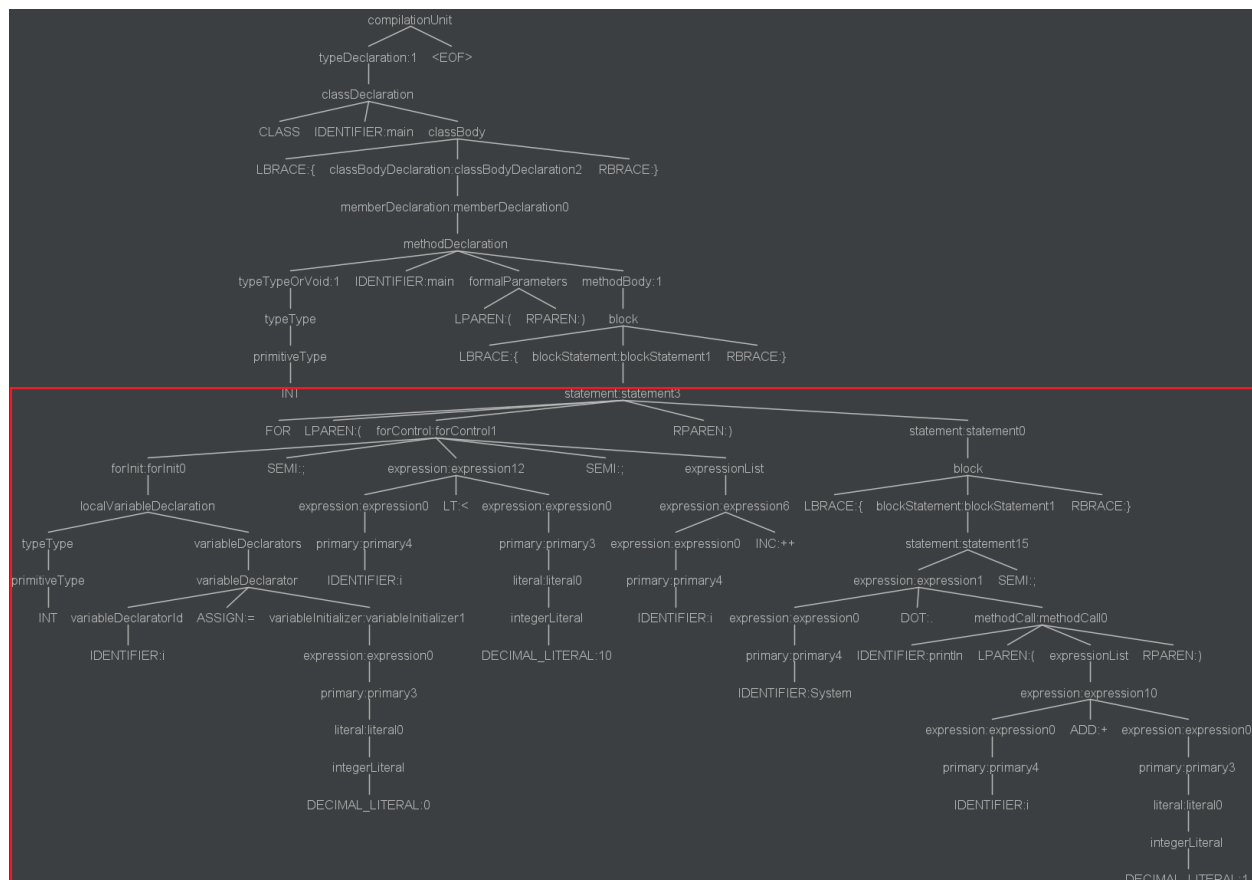 compilationUnit
typeDeclaration:1 <EOF>
classDeclaration
CLASS IDENTIFIER:main classBody
LBRACE:{ classBodyDeclaration:classBodyDeclaration2 RBRACE:}
memberDeclaration:memberDeclaration0
methodDeclaration
typeTypeOrVoid:1 IDENTIFIER:main formalParameters methodBody:1
typeType LPAREN:( RPAREN:) block
primitiveType LBRACE:{ blockStatement:blockStatement1 RBRACE:}
INT statement:statement3
FOR LPAREN:( forControl:forControl1 RPAREN:) statement:statement0
forInit:forInit0 SEMI:; expression:expression12 SEMI:; expressionList block
localVariableDeclaration expression:expression0 LT:< expression:expression0 expression:expression6 LBRACE:{ blockStatement:blockStatement1 RBRACE:}
typeType variableDeclarators primary:primary4 primary:primary3 expression:expression0 INC:++ statement:statement15
primitiveType variableDeclarator IDENTIFIER:i literal:literal0 primary:primary4 expression:expression1 SEMI:;
INT variableDeclaratorId ASSIGN:= variableInitializer:variableInitializer1 integerLiteral IDENTIFIER:i expression:expression0 DOT:. methodCall:methodCall0
IDENTIFIER:i expression:expression0 DECIMAL_LITERAL:10 primary:primary4 IDENTIFIER:println LPAREN:( expressionList RPAREN:)
primary:primary3 IDENTIFIER:System expression:expression10
literal:literal0 expression:expression0 ADD:+ expression:expression0
integerLiteral primary:primary4 primary:primary3
DECIMAL_LITERAL:0 IDENTIFIER:i literal:literal0
integerLiteral
DECIMAL_LITERAL:1